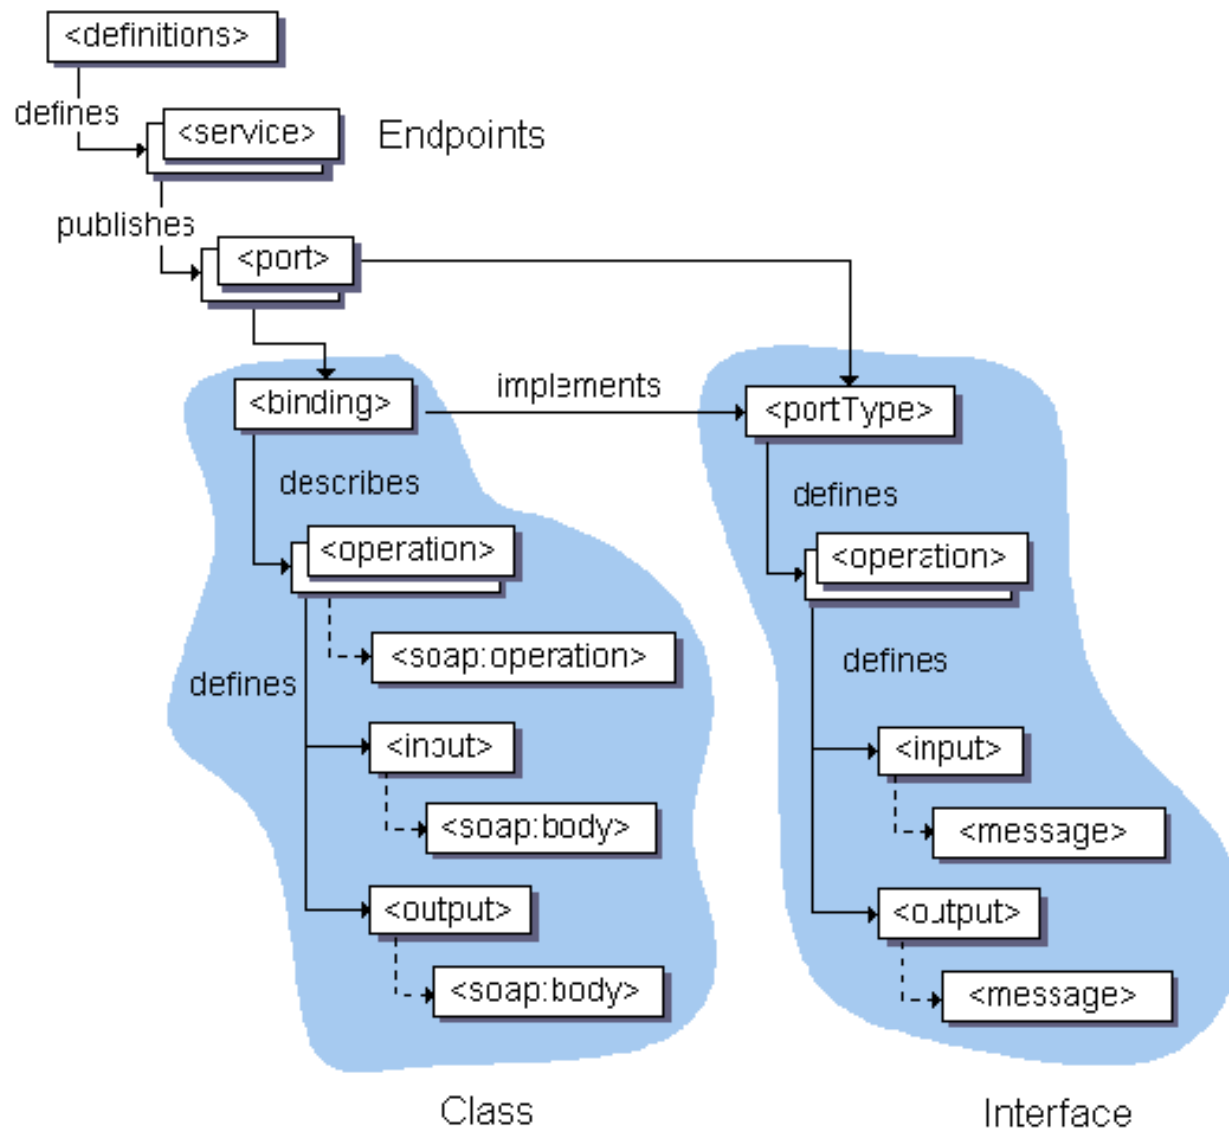 <definitions>
defines
<service>
Endpoints
publishes
<port>
<binding>
implements
<portType>
describes
defines
<operation>
<operation>
<soap:operation>
defines
defines
<input>
<input>
<soap:body>
<message>
<output>
<output>
<soap:body>
<message>
Class
Interface